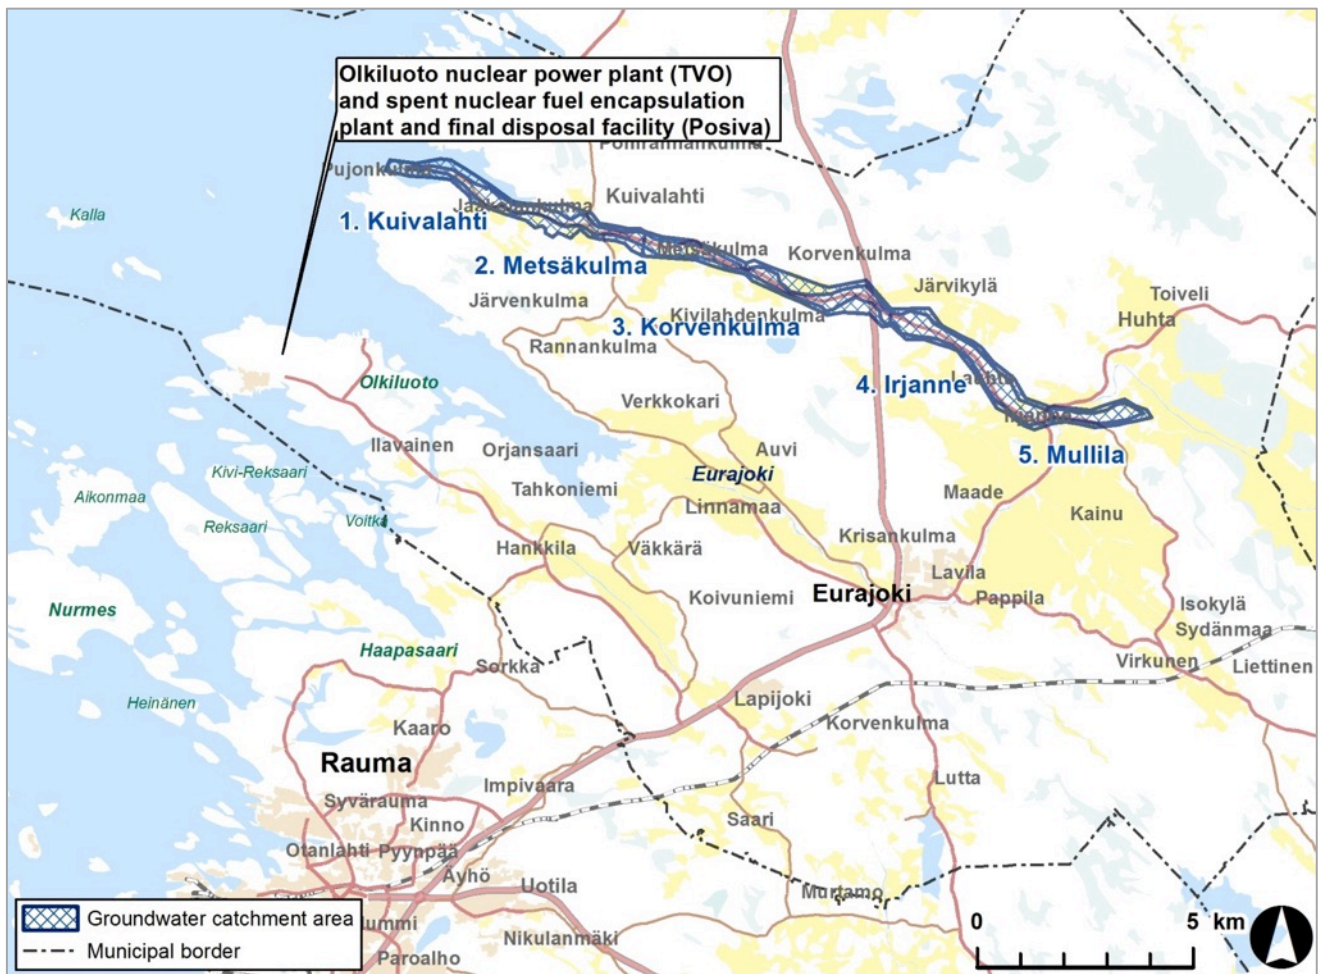 Olkiluoto nuclear power plant (TVO)
and spent nuclear fuel encapsulation
plant and final disposal facility (Posiva)
Pujonkulma
Kuivalahti
Kalla
1. Kuivalahti
Metsäkulma
Korvenkulma
2. Metsäkulma
Järvikylä
Järvenkulma
Toiveli
Huhta
Kivilahdenkulma
3. Korvenkulma
Rannankulma
Olkiluoto
4. Irjanne
Verkkokari
Ilavainen
Orjansaari
Auvi
5. Mullila
Kivi-Reksaari
Eurajoki
Aikonmaa
Tahkoniemi
Maade
Linnamaa
Kainu
Reksaari
Voitka
Krisankulma
Hankkila
Väkkärä
Lavila
Eurajoki
Pappila
Koivuniemi
Isokylä
Nurmes
Sydänmaa
Haapasaari
Sorkka
Virkunen
Liettinen
Heinänen
Lapijoki
Kaaro
Korvenkulma
Rauma
Impivaara
Lutta
Syvärauma
Kinno
Saari
Otanlahti
Pyynpää
Äyhö
Uotila
Murtamo
Nikulanmäki
Paroalho
Groundwater catchment area
Municipal border
0 5 km